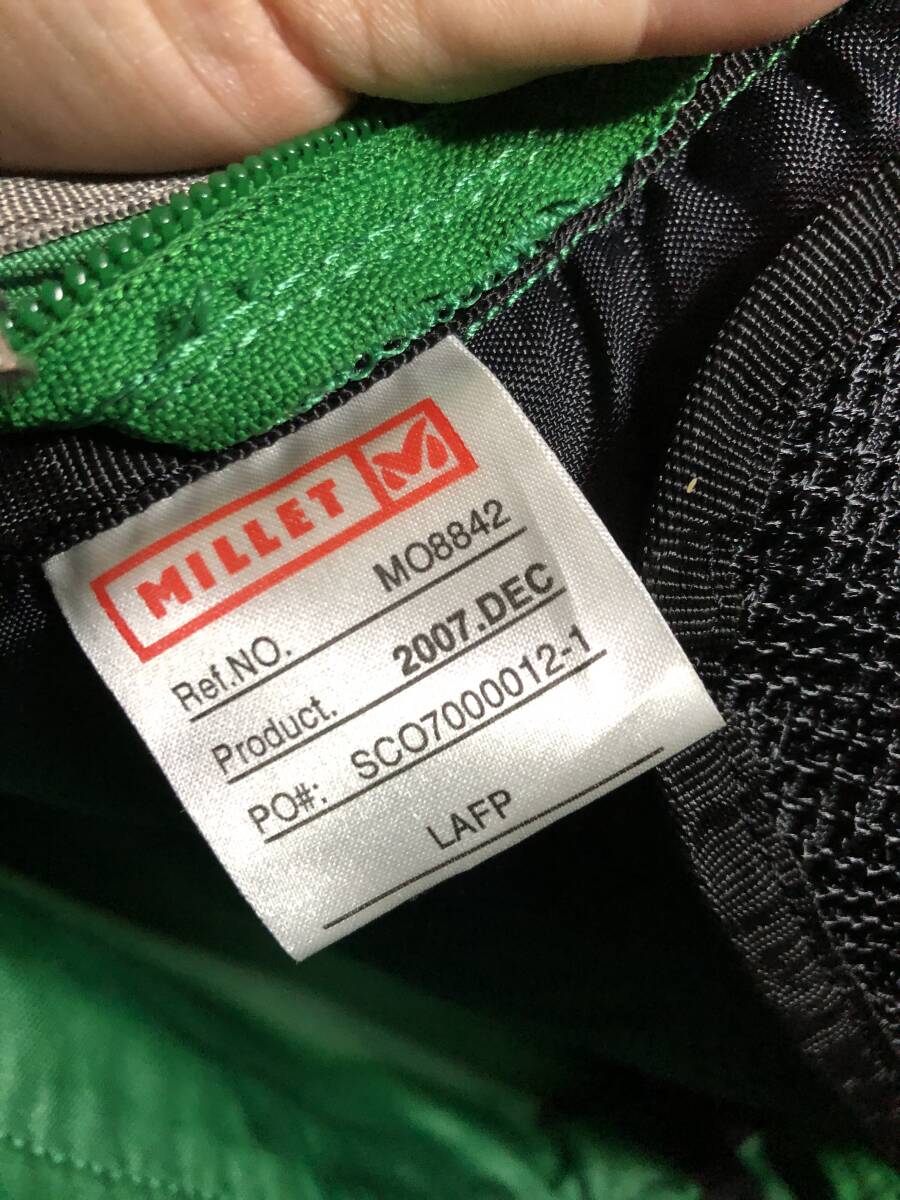 MILLET
Ref.NO. MO8842
Product. 2007.DEC
PO#: SCO7000012-1
LAFP